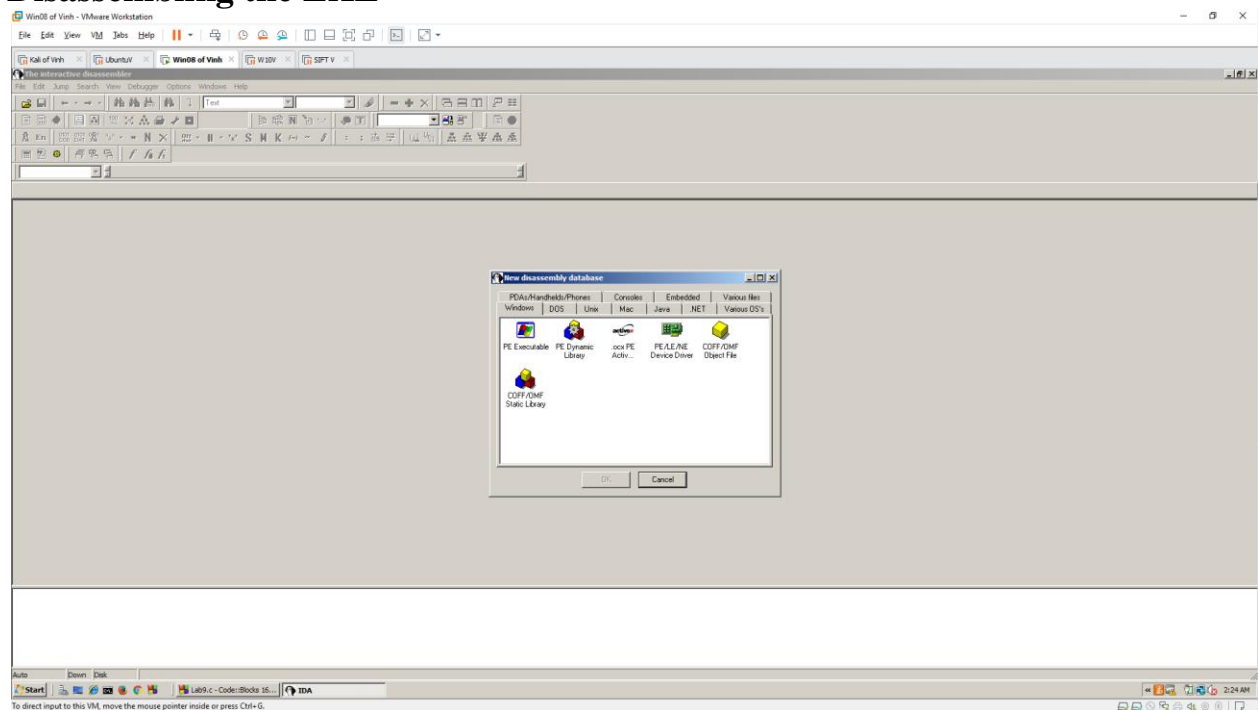 Disassembling the EXE
Win08 of Vinh - VMware Workstation
File Edit View VM Tabs Help
Kali of Vinh UbuntuV Win08 of Vinh W10V SIFT V
The interactive disassembler
File Edit Jump Search View Debugger Options Windows Help
Text
En
S M K
New disassembly database
PDAs/Handhelds/Phones Consoles Embedded Various files
Windows DOS Unix Mac Java .NET Various OS's
PE Executable PE Dynamic Library .ocx PE Activ... PE/LE/NE Device Driver COFF/OMF Object File
COFF/OMF Static Library
OK Cancel
Auto Down Disk
Start Lab9.c - Code::Blocks 16... IDA 2:24 AM
To direct input to this VM, move the mouse pointer inside or press Ctrl+G.